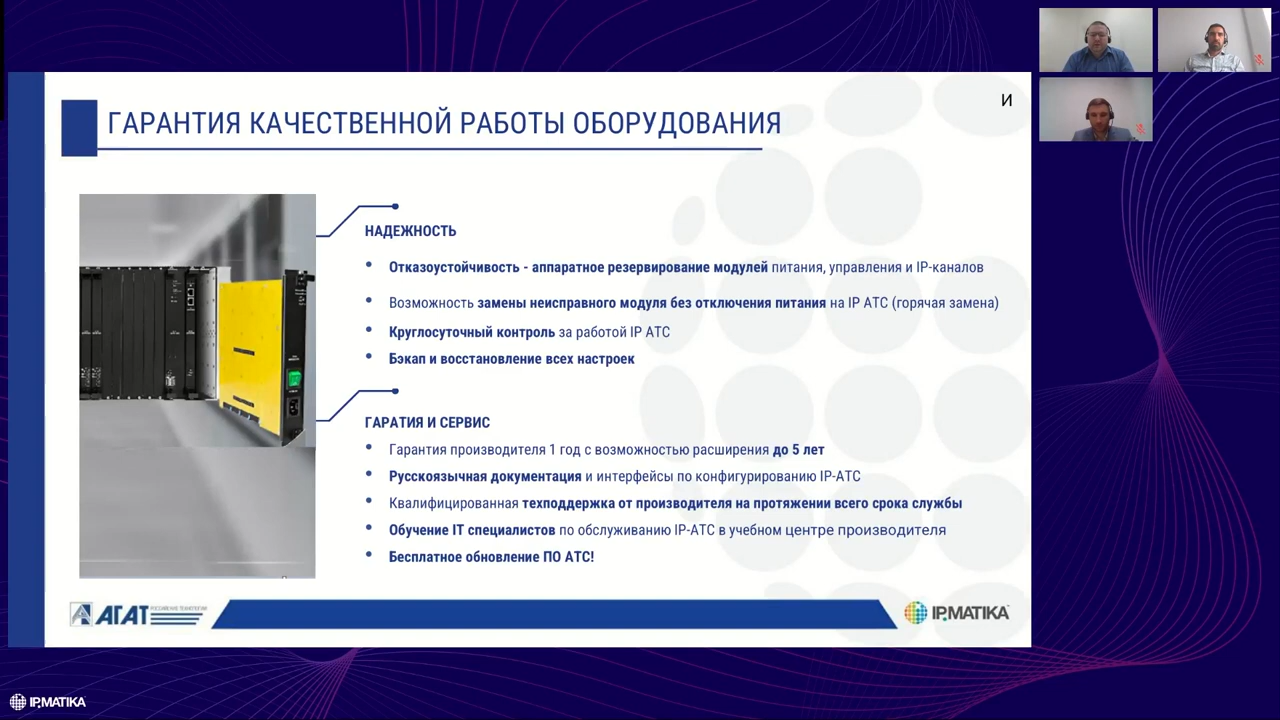 ГАРАНТИЯ КАЧЕСТВЕННОЙ РАБОТЫ ОБОРУДОВАНИЯ
И
НАДЕЖНОСТЬ
• Отказоустойчивость - аппаратное резервирование модулей питания, управления и IP-каналов
• Возможность замены неисправного модуля без отключения питания на IP АТС (горячая замена)
• Круглосуточный контроль за работой IP АТС
• Бэкап и восстановление всех настроек
ГАРАТИЯ И СЕРВИС
• Гарантия производителя 1 год с возможностью расширения до 5 лет
• Русскоязычная документация и интерфейсы по конфигурированию IP-АТС
• Квалифицированная техподдержка от производителя на протяжении всего срока службы
• Обучение IT специалистов по обслуживанию IP-АТС в учебном центре производителя
• Бесплатное обновление ПО АТС!
АГАТ РОССИЙСКИЕ ТЕХНОЛОГИИ
IP.MATIKA
IP.MATIKA